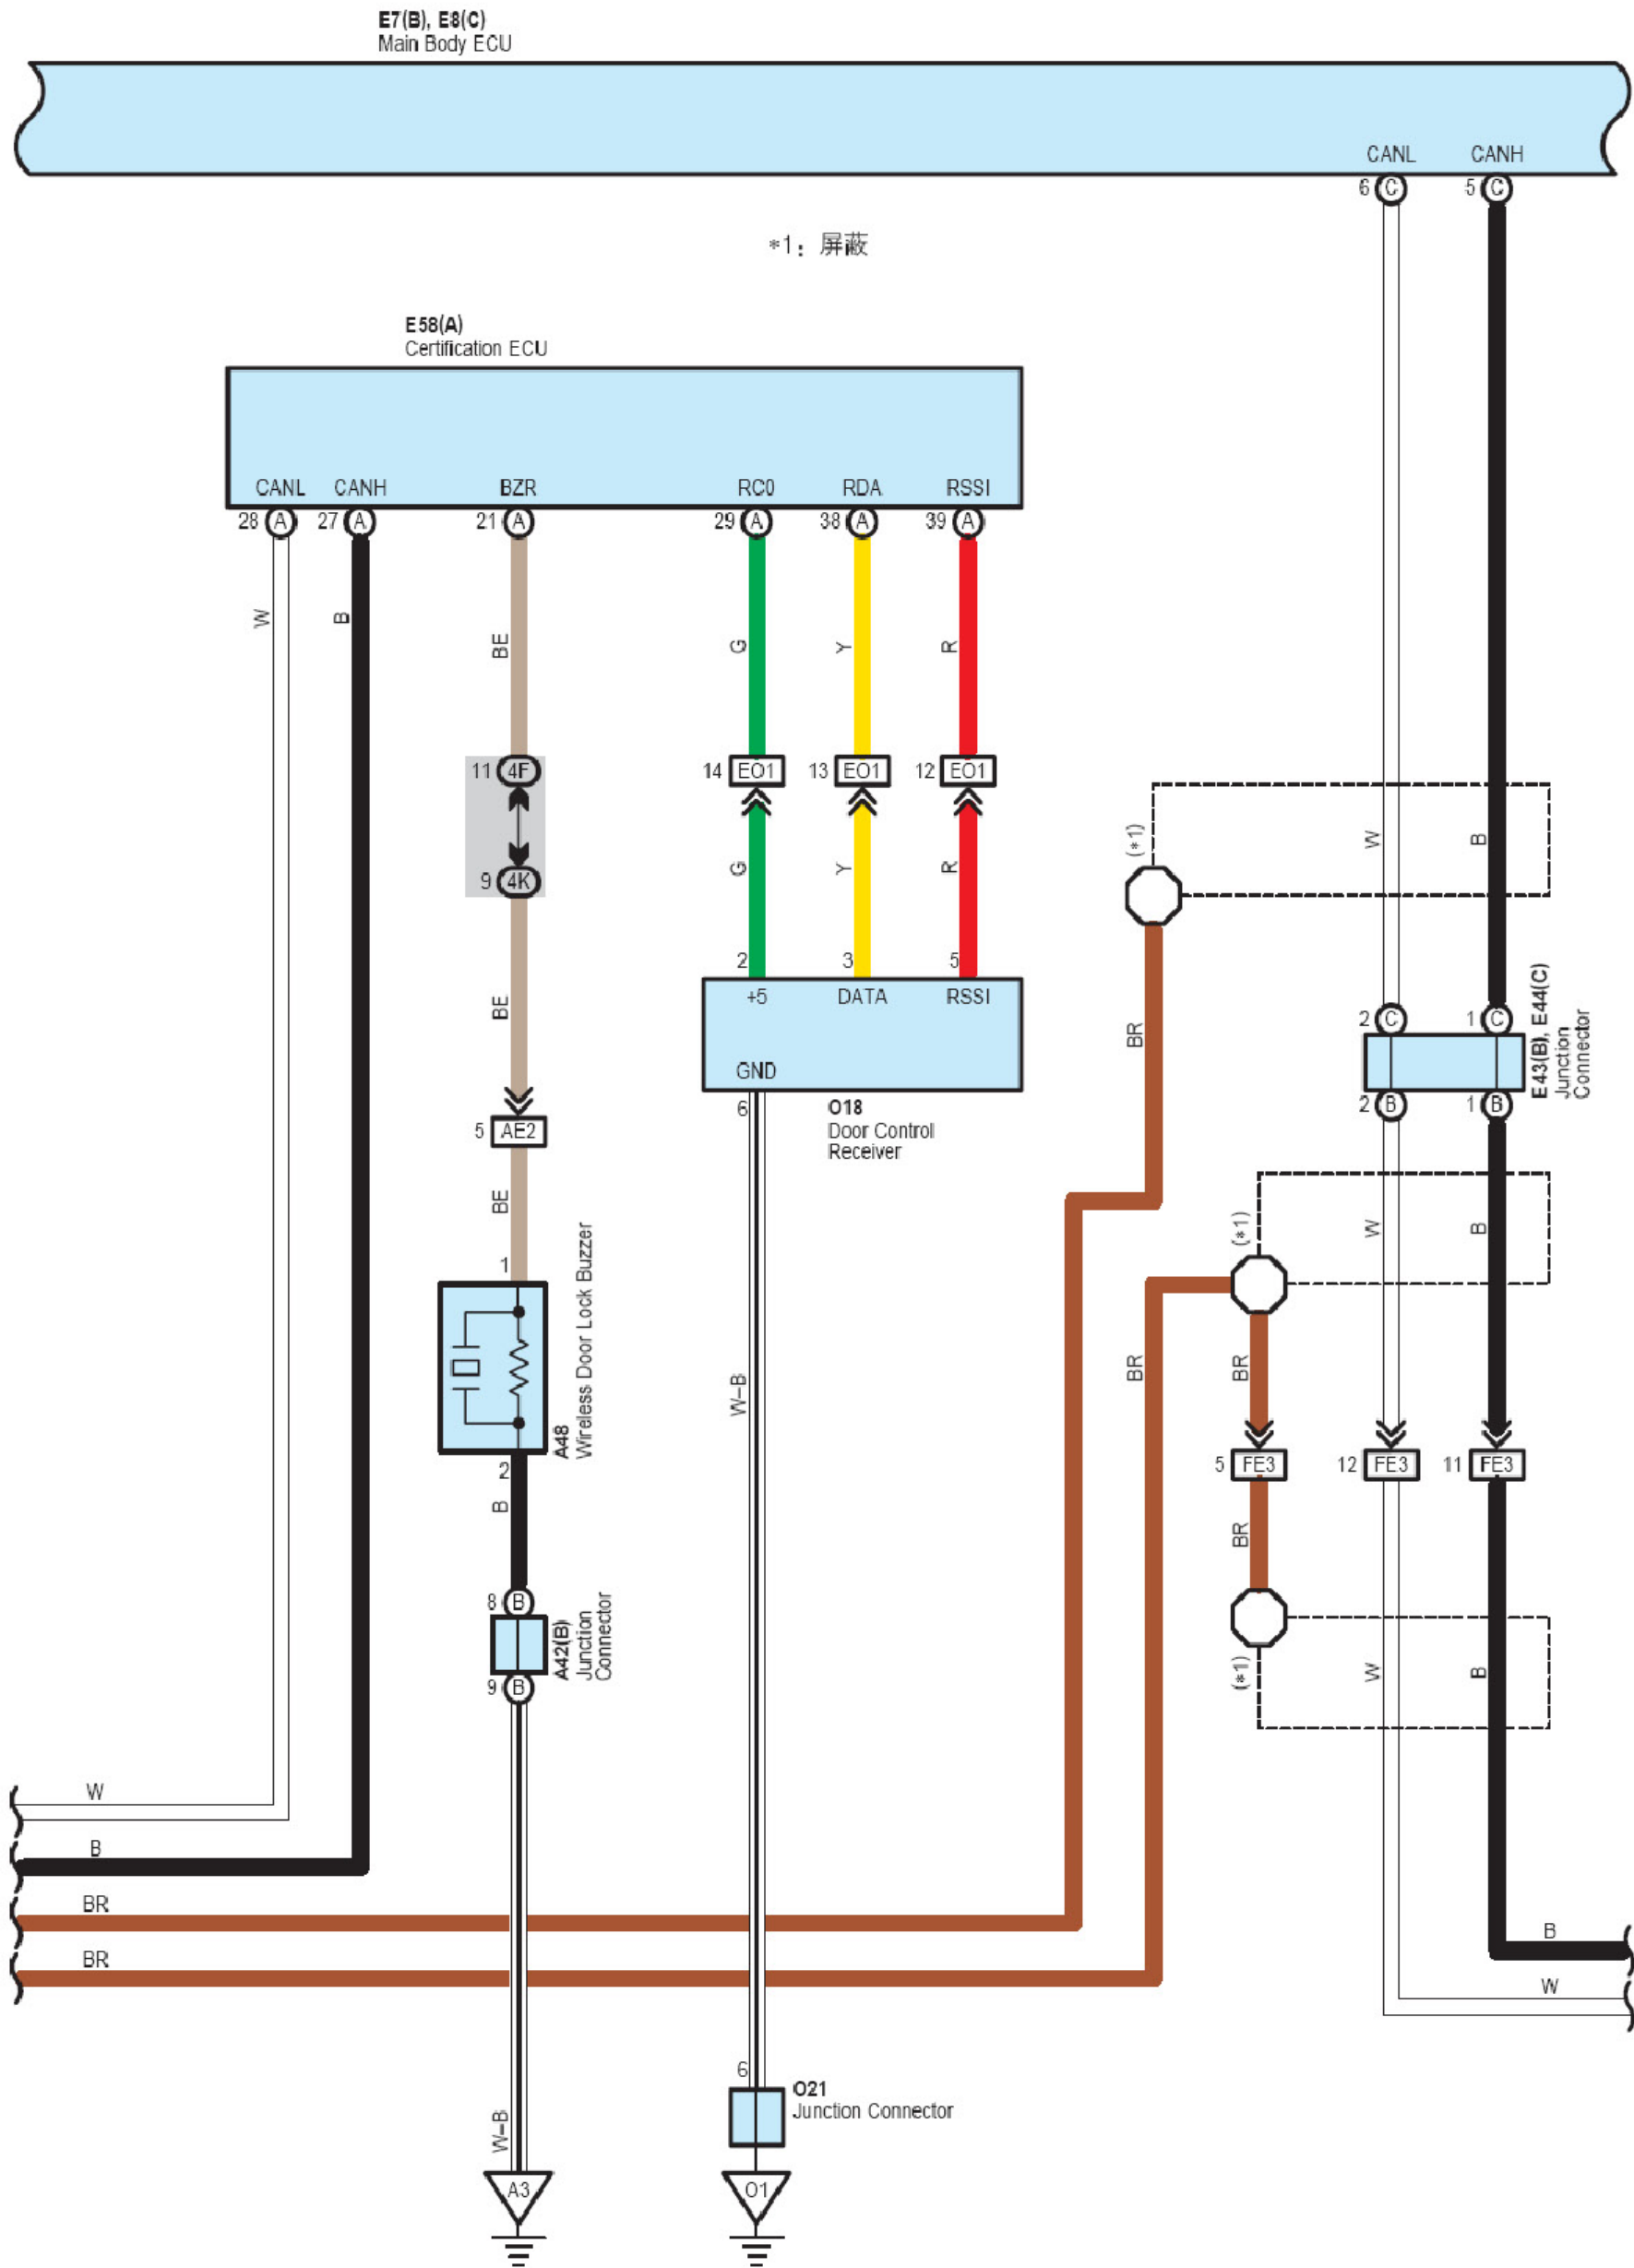 E7(B), E8(C)
Main Body ECU
CANL CANH
6 C 5 C
*1：屏蔽
E58(A)
Certification ECU
CANL CANH BZR RC0 RDA RSSI
28 A 27 A 21 A 29 A 38 A 39 A
W B BE G Y R
11 4F 14 EO1 13 EO1 12 EO1
(*1) W B
9 4K G Y R
2 3 5
+5 DATA RSSI
BE BR
2 C 1 C
E43(B), E44(C)
Junction
Connector
GND
6
2 B 1 B
O18
Door Control
Receiver
5 AE2
BE
(*1) W B
1
Wireless Door Lock Buzzer
A48
W-B BR BR
2
5 FE3 12 FE3 11 FE3
B BR
8 B
A42(B)
Junction
Connector
9 B
(*1) W B
W
B
BR
B
BR
W
6
O21
Junction Connector
W-B
A3 O1